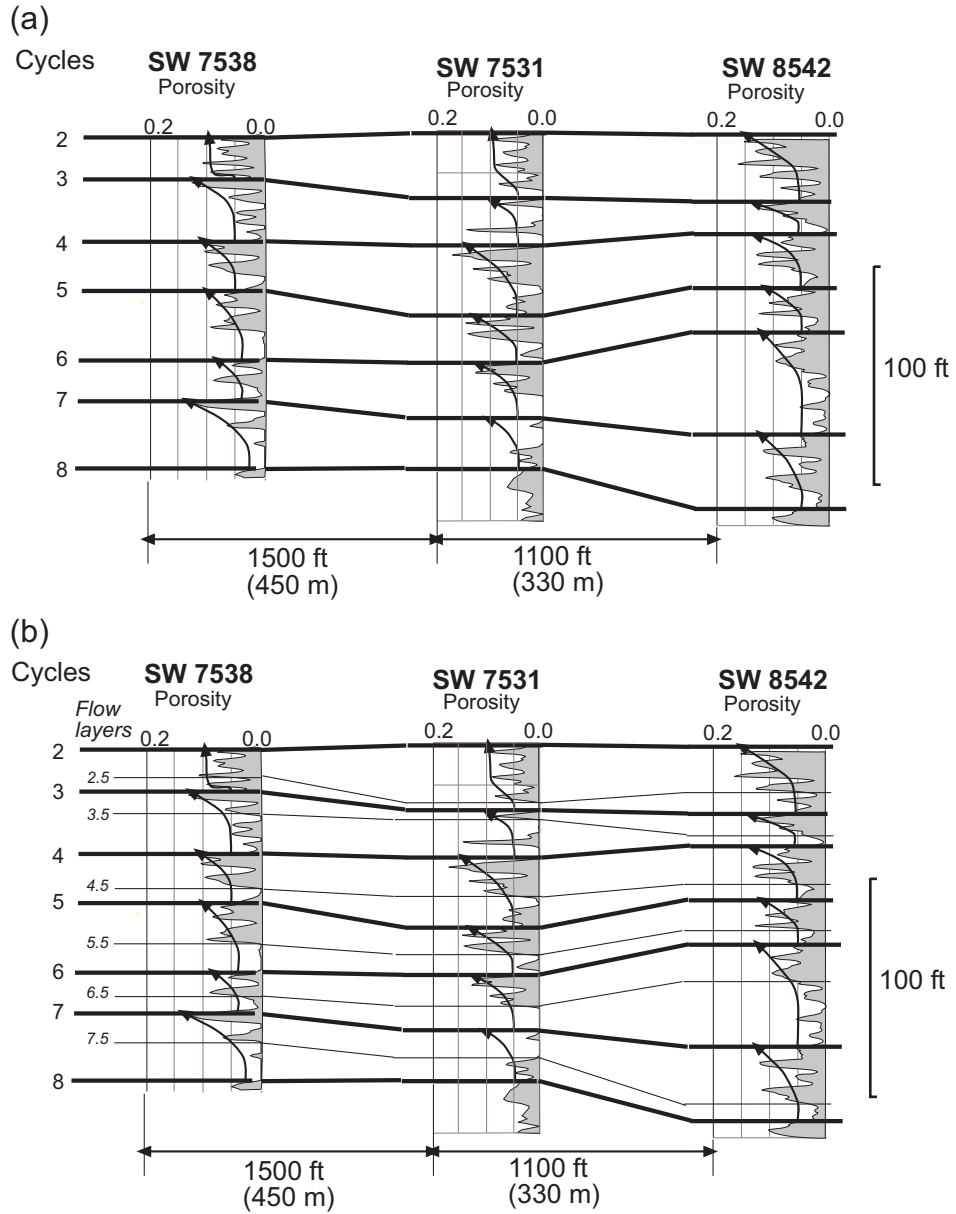 (a)
Cycles
SW 7538
Porosity
SW 7531
Porosity
SW 8542
Porosity
0.2 0.0 0.2 0.0 0.2 0.0
2
3
4
5
6
7
8
100 ft
1500 ft
(450 m)
1100 ft
(330 m)
(b)
Cycles
SW 7538
Porosity
SW 7531
Porosity
SW 8542
Porosity
Flow
layers
0.2 0.0 0.2 0.0 0.2 0.0
2
2.5
3
3.5
4
4.5
5
5.5
6
6.5
7
7.5
8
100 ft
1500 ft
(450 m)
1100 ft
(330 m)